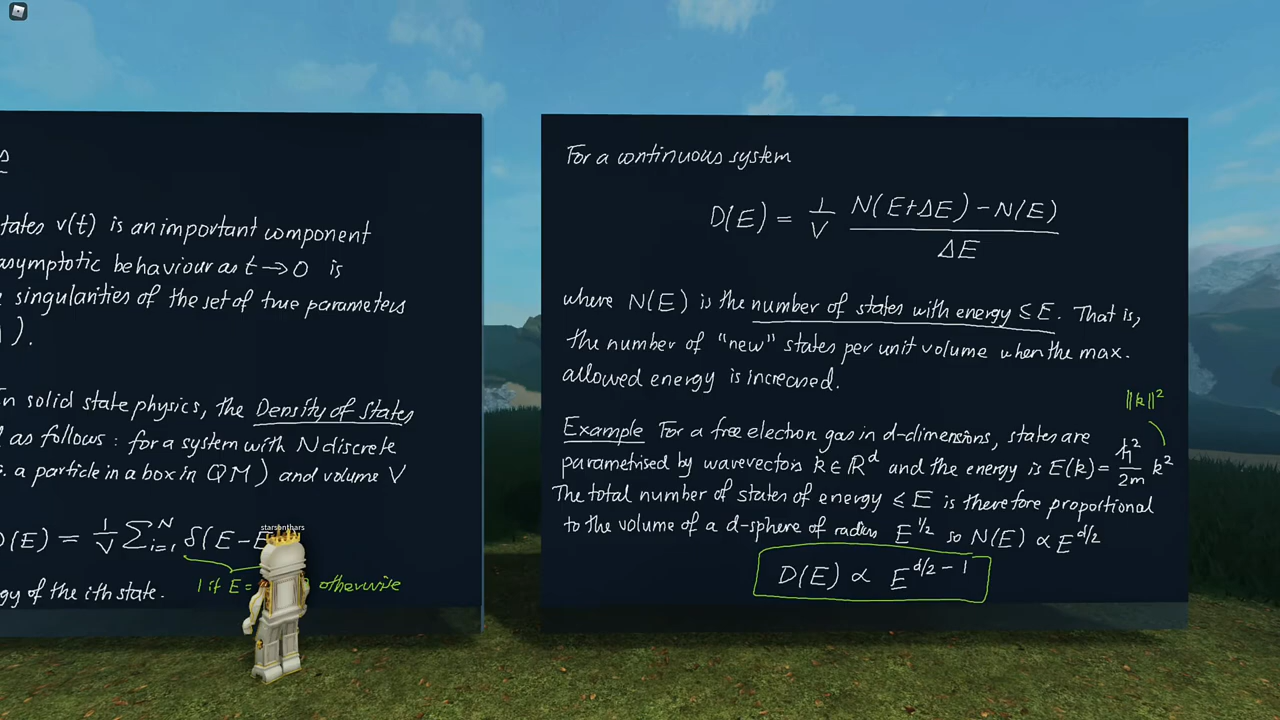 tates v(t) is an important component
asymptotic behaviour as t → 0 is
singularities of the set of true parameters
).
In solid state physics, the Density of States
as follows : for a system with N discrete
a particle in a box in QM ) and volume V
D(E) = 1/V ∑_{i=1}^N δ(E - E
starsonthars
1 if E = otherwise
gy of the ith state.
For a continuous system
D(E) = 1/V (N(E+ΔE) - N(E))/ΔE
where N(E) is the number of states with energy ≤ E. That is,
the number of "new" states per unit volume when the max.
allowed energy is increased.
||k||²
Example For a free electron gas in d-dimensions, states are
parametrised by wavevectors k ∈ ℝ^d and the energy is E(k) = ħ²/2m k²
The total number of states of energy ≤ E is therefore proportional
to the volume of a d-sphere of radius E^{1/2} so N(E) ∝ E^{d/2}
D(E) ∝ E^{d/2 - 1}